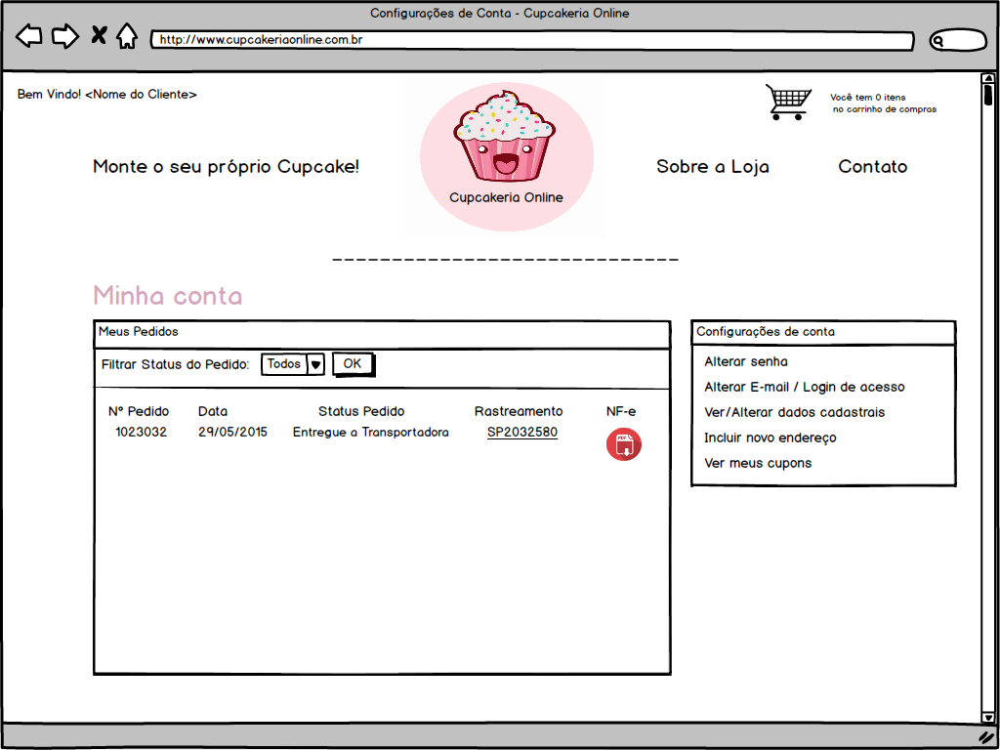 Configurações de Conta - Cupcakeria Online
http://www.cupcakeriaonline.com.br
Bem Vindo! <Nome do Cliente>
Você tem 0 itens
no carrinho de compras
Monte o seu próprio Cupcake!
Cupcakeria Online
Sobre a Loja
Contato
Minha conta
Meus Pedidos
Filtrar Status do Pedido: Todos OK
Nº Pedido Data Status Pedido Rastreamento NF-e
1023032 29/05/2015 Entregue a Transportadora SP2032580
PDF
Configurações de conta
Alterar senha
Alterar E-mail / Login de acesso
Ver/Alterar dados cadastrais
Incluir novo endereço
Ver meus cupons